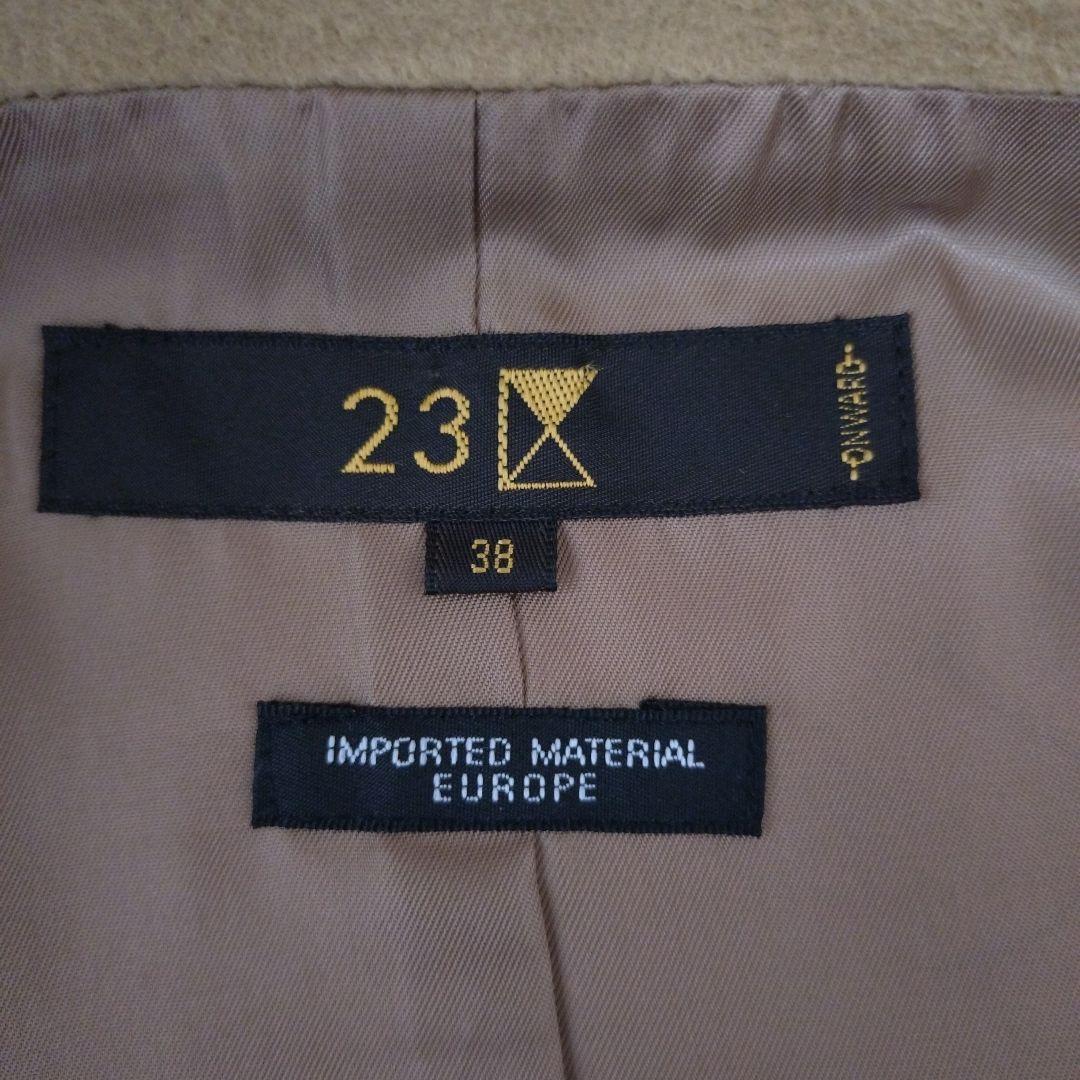 23
ONWARD
38
IMPORTED MATERIAL
EUROPE